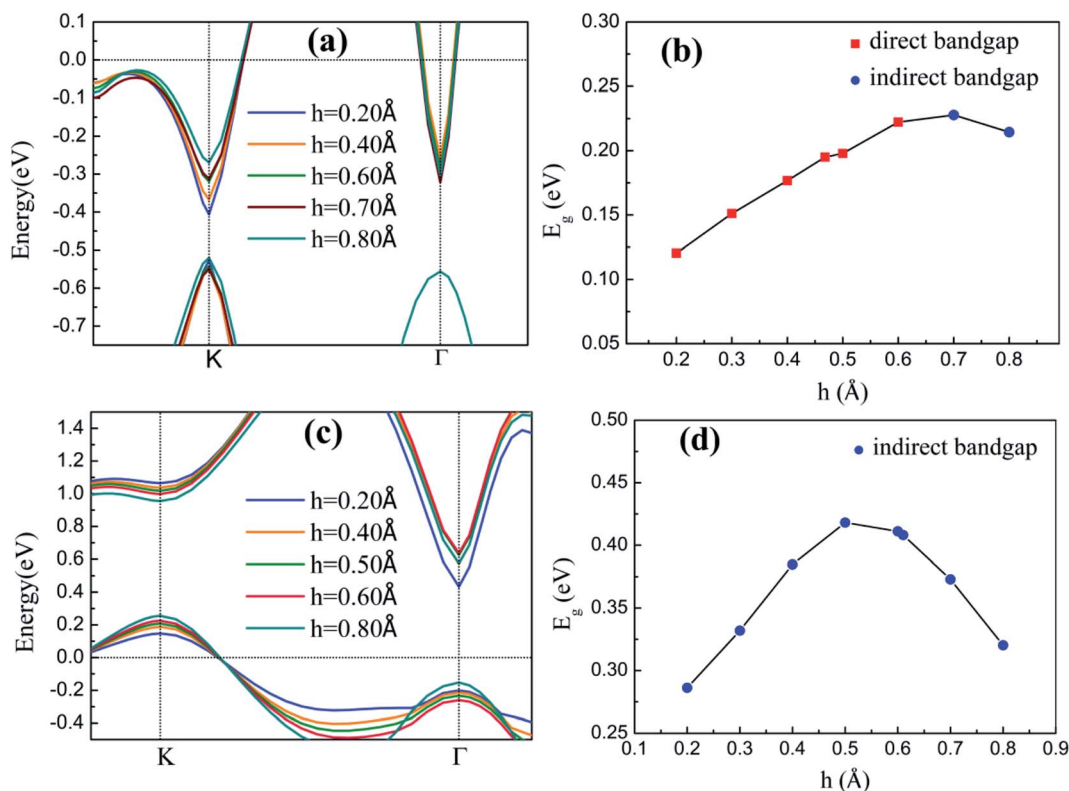 (a)
Energy(eV)
0.1
0.0
-0.1
-0.2
-0.3
-0.4
-0.5
-0.6
-0.7
h=0.20Å
h=0.40Å
h=0.60Å
h=0.70Å
h=0.80Å
K Γ
(b)
direct bandgap
indirect bandgap
E_g (eV)
0.30
0.25
0.20
0.15
0.10
0.05
0.2 0.3 0.4 0.5 0.6 0.7 0.8
h (Å)
(c)
Energy(eV)
1.4
1.2
1.0
0.8
0.6
0.4
0.2
0.0
-0.2
-0.4
h=0.20Å
h=0.40Å
h=0.50Å
h=0.60Å
h=0.80Å
K Γ
(d)
indirect bandgap
E_g (eV)
0.50
0.45
0.40
0.35
0.30
0.25
0.1 0.2 0.3 0.4 0.5 0.6 0.7 0.8 0.9
h (Å)